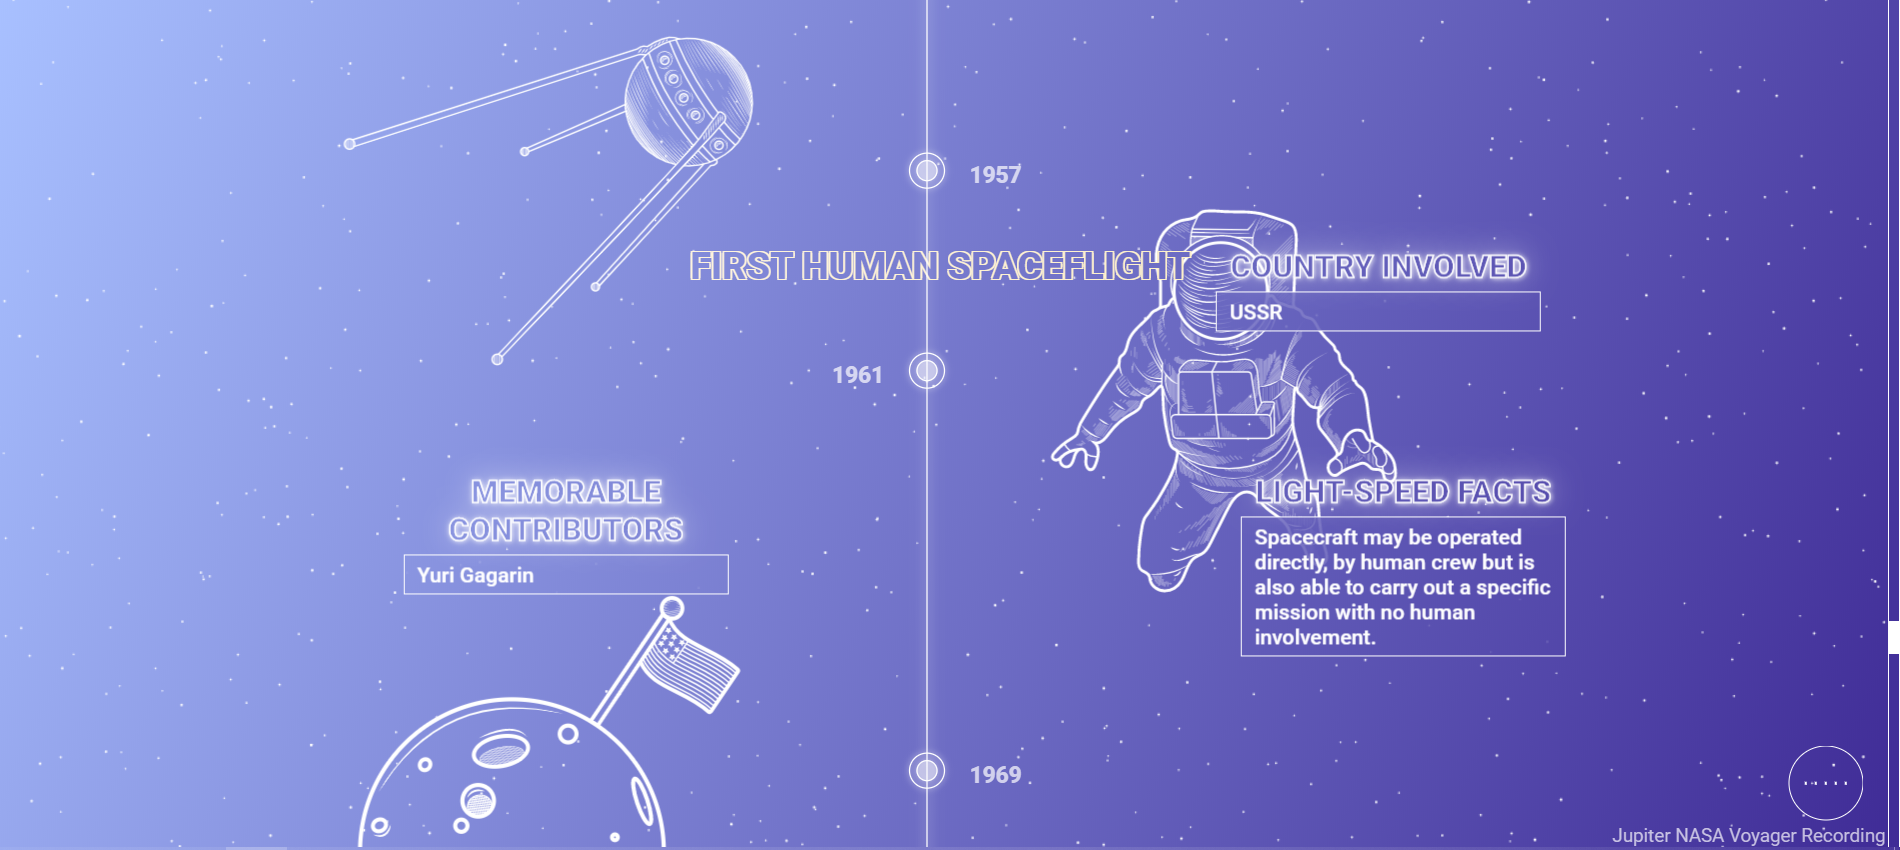 1957
FIRST HUMAN SPACEFLIGHT
COUNTRY INVOLVED
USSR
1961
MEMORABLE
CONTRIBUTORS
Yuri Gagarin
LIGHT-SPEED FACTS
Spacecraft may be operated
directly, by human crew but is
also able to carry out a specific
mission with no human
involvement.
1969
Jupiter NASA Voyager Recording